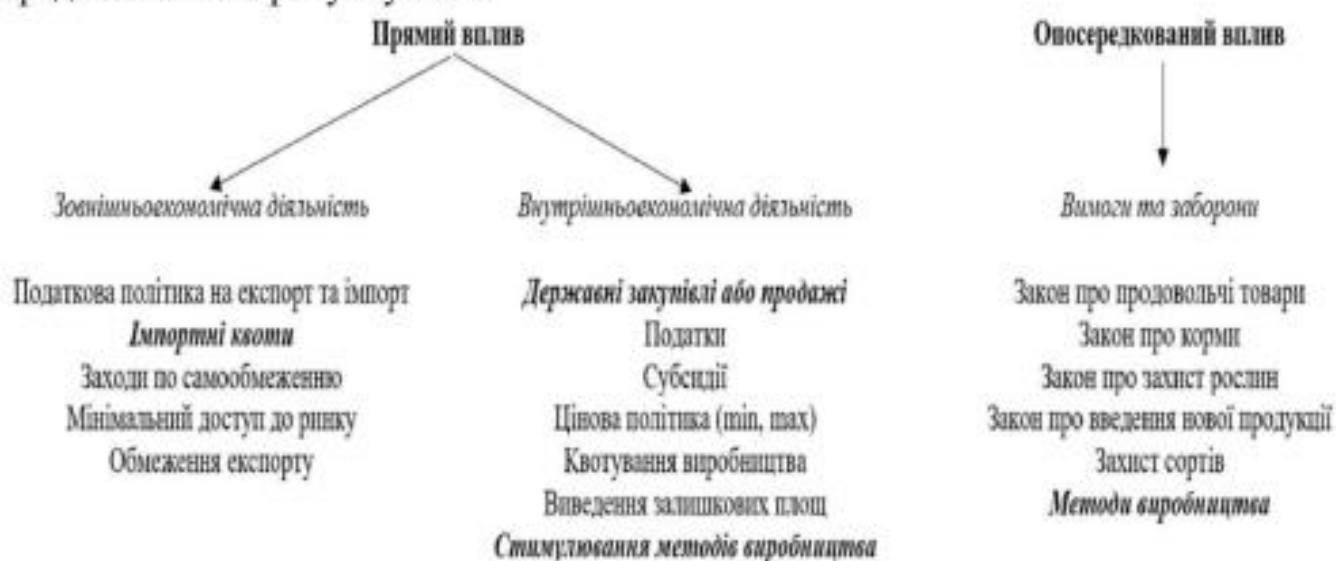 Прямий вплив
Опосередкований вплив
Зовнішньоекономічна діяльність
Внутрішньоекономічна діяльність
Вимоги та заборони
Податкова політика на експорт та імпорт
Імпортні квоти
Заходи по самообмеженню
Мінімальний доступ до ринку
Обмеження експорту
Державні закупівлі або продажі
Податки
Субсидії
Цінова політика (min, max)
Квотування виробництва
Виведення залишкових площ
Стимулювання методів виробництва
Закон про продовольчі товари
Закон про корми
Закон про захист рослин
Закон про введення нової продукції
Захист сортів
Методи виробництва